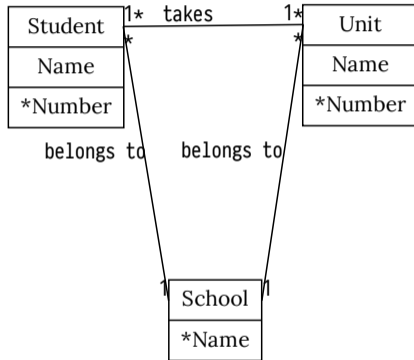 Student
Name
*Number
1* takes 1*
*
*
Unit
Name
*Number
belongs to
belongs to
1
1
School
*Name